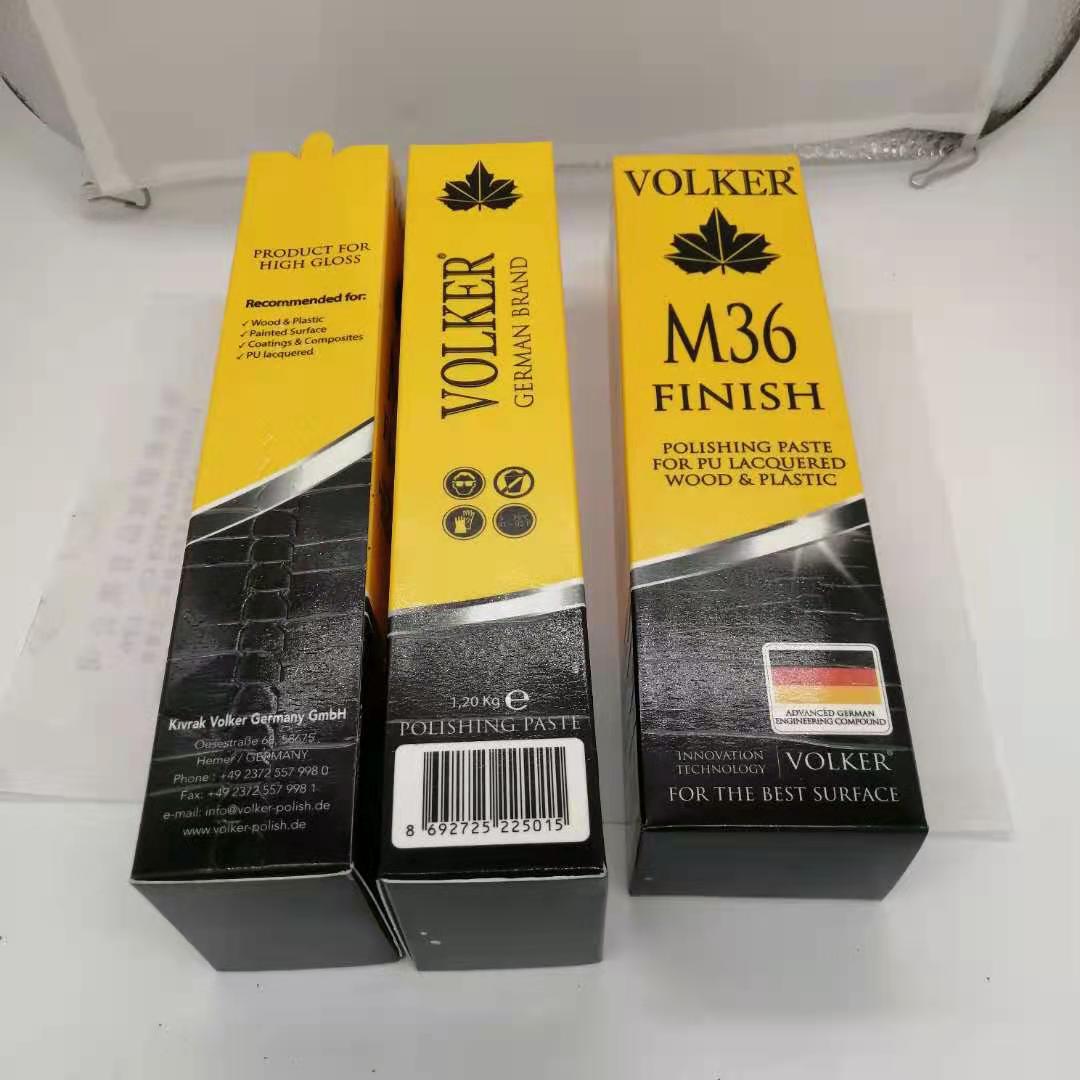 PRODUCT FOR
HIGH GLOSS
Recommended for:
✓ Wood & Plastic
✓ Painted Surface
✓ Coatings & Composites
✓ PU lacquered
Kıvrak Volker Germany GmbH
Oesestraße 68, 58675
Hemer / GERMANY
Phone : +49 2372 557 998 0
Fax: +49 2372 557 998 1
e-mail: info@volker-polish.de
www.volker-polish.de
VOLKER®
GERMAN BRAND
1,20 Kg e
POLISHING PASTE
8 692725 225015
VOLKER®
M36
FINISH
POLISHING PASTE
FOR PU LACQUERED
WOOD & PLASTIC
ADVANCED GERMAN
ENGINEERING COMPOUND
INNOVATION
TECHNOLOGY
VOLKER®
FOR THE BEST SURFACE